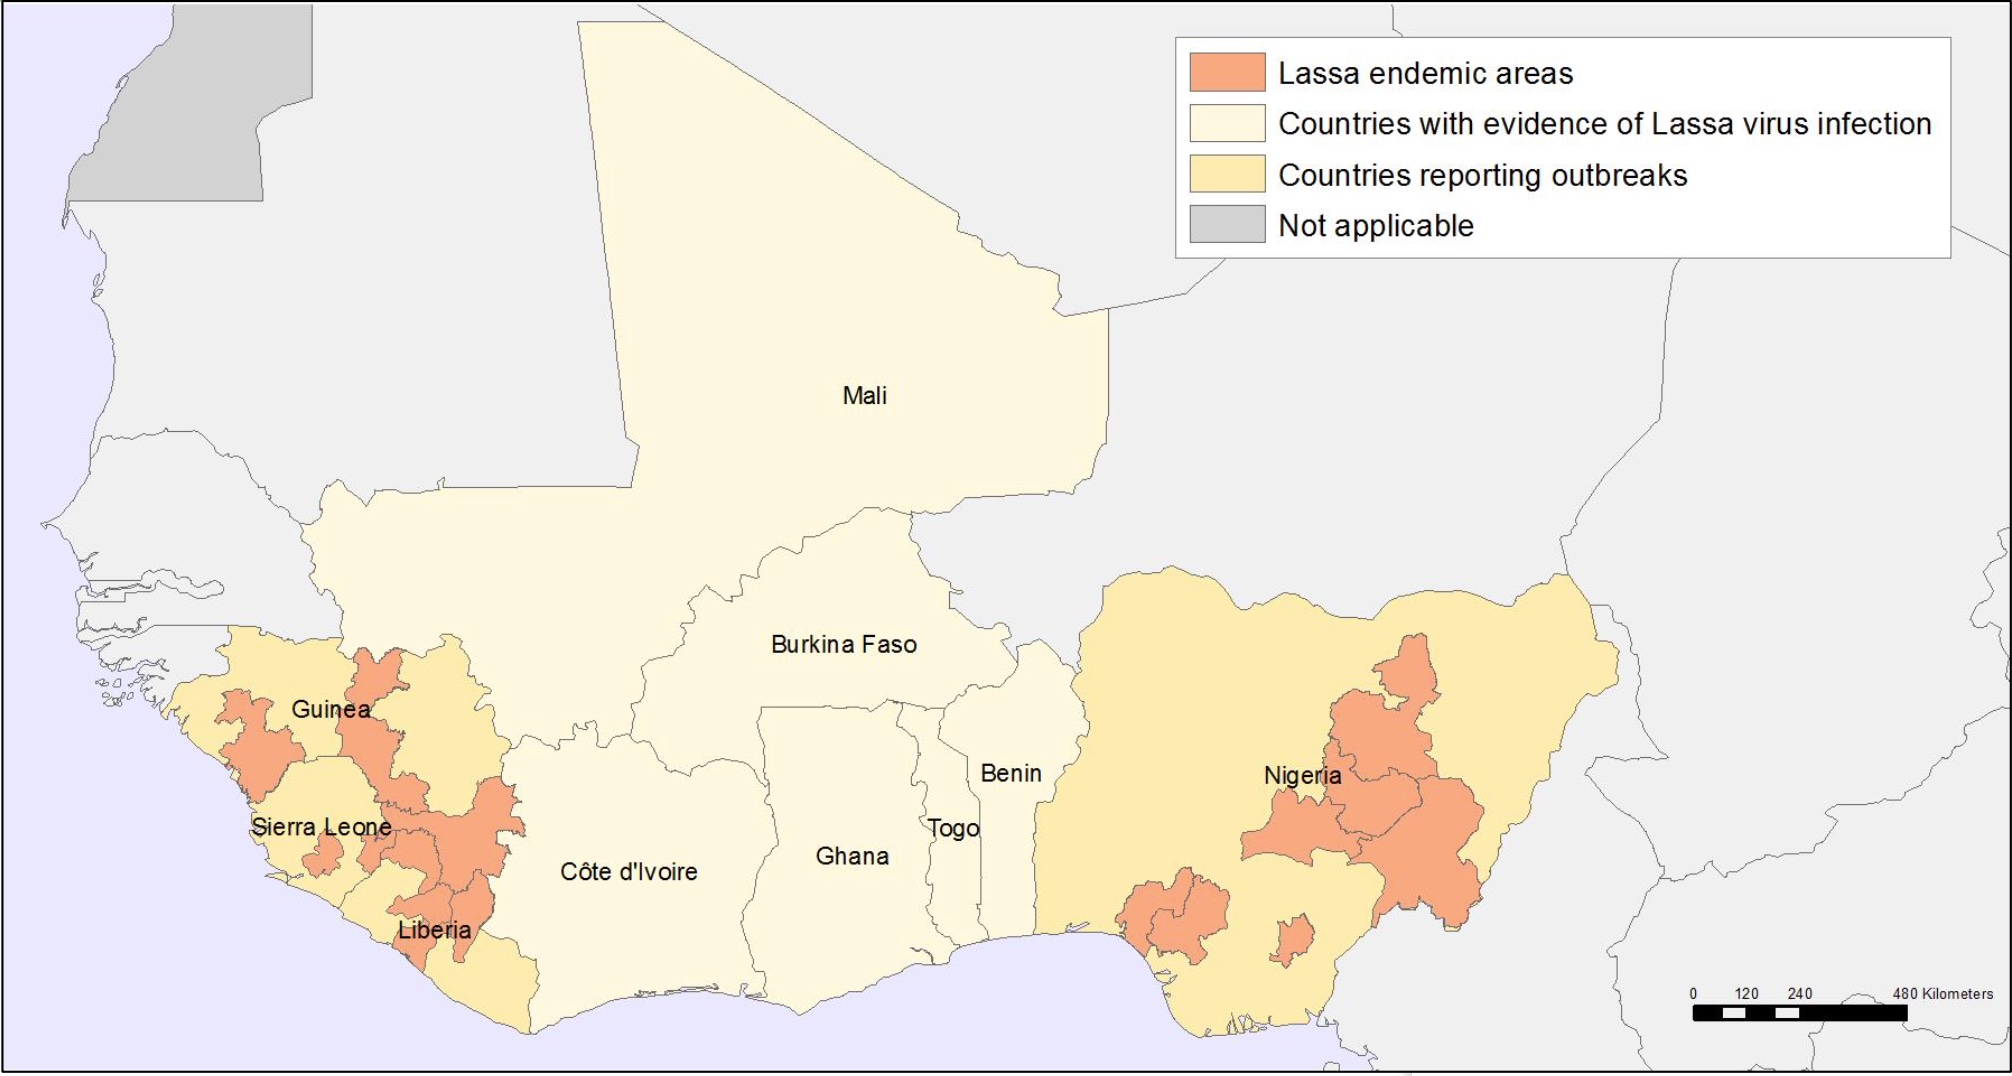 Lassa endemic areas
Countries with evidence of Lassa virus infection
Countries reporting outbreaks
Not applicable
Mali
Burkina Faso
Guinea
Benin
Nigeria
Sierra Leone
Togo
Ghana
Côte d'Ivoire
Liberia
0 120 240 480 Kilometers